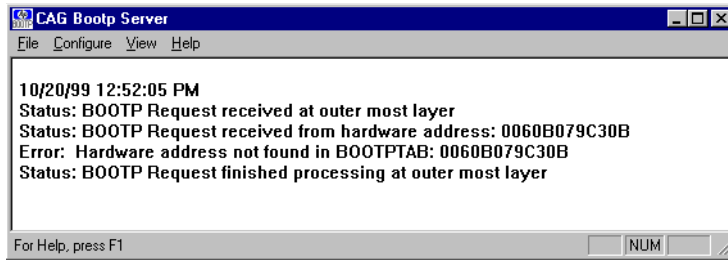 CAG Bootp Server
File Configure View Help
10/20/99 12:52:05 PM
Status: BOOTP Request received at outer most layer
Status: BOOTP Request received from hardware address: 0060B079C30B
Error: Hardware address not found in BOOTPTAB: 0060B079C30B
Status: BOOTP Request finished processing at outer most layer
For Help, press F1 NUM